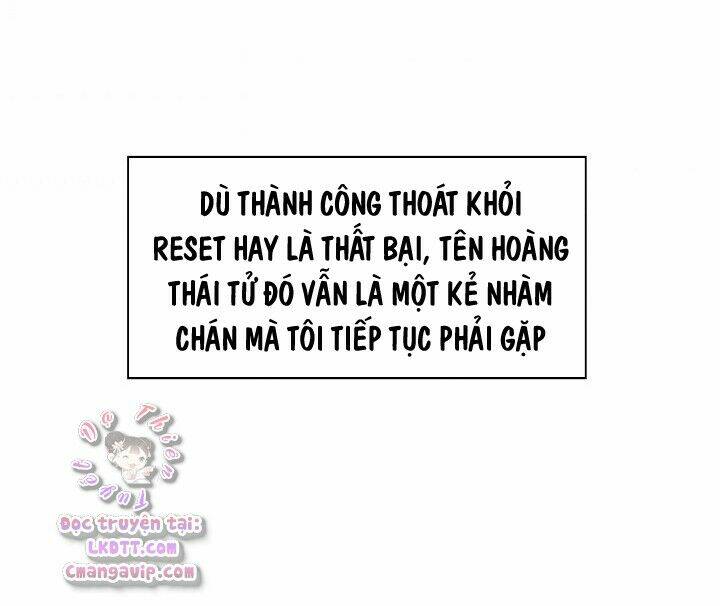 DÙ THÀNH CÔNG THOÁT KHỎI
RESET HAY LÀ THẤT BẠI, TÊN HOÀNG
THÁI TỬ ĐÓ VẪN LÀ MỘT KẺ NHÀM
CHÁN MÀ TÔI TIẾP TỤC PHẢI GẶP
Dạ Thiên Tuyết
Đọc truyện tại:
LKDTT.com
Cmangavip.com